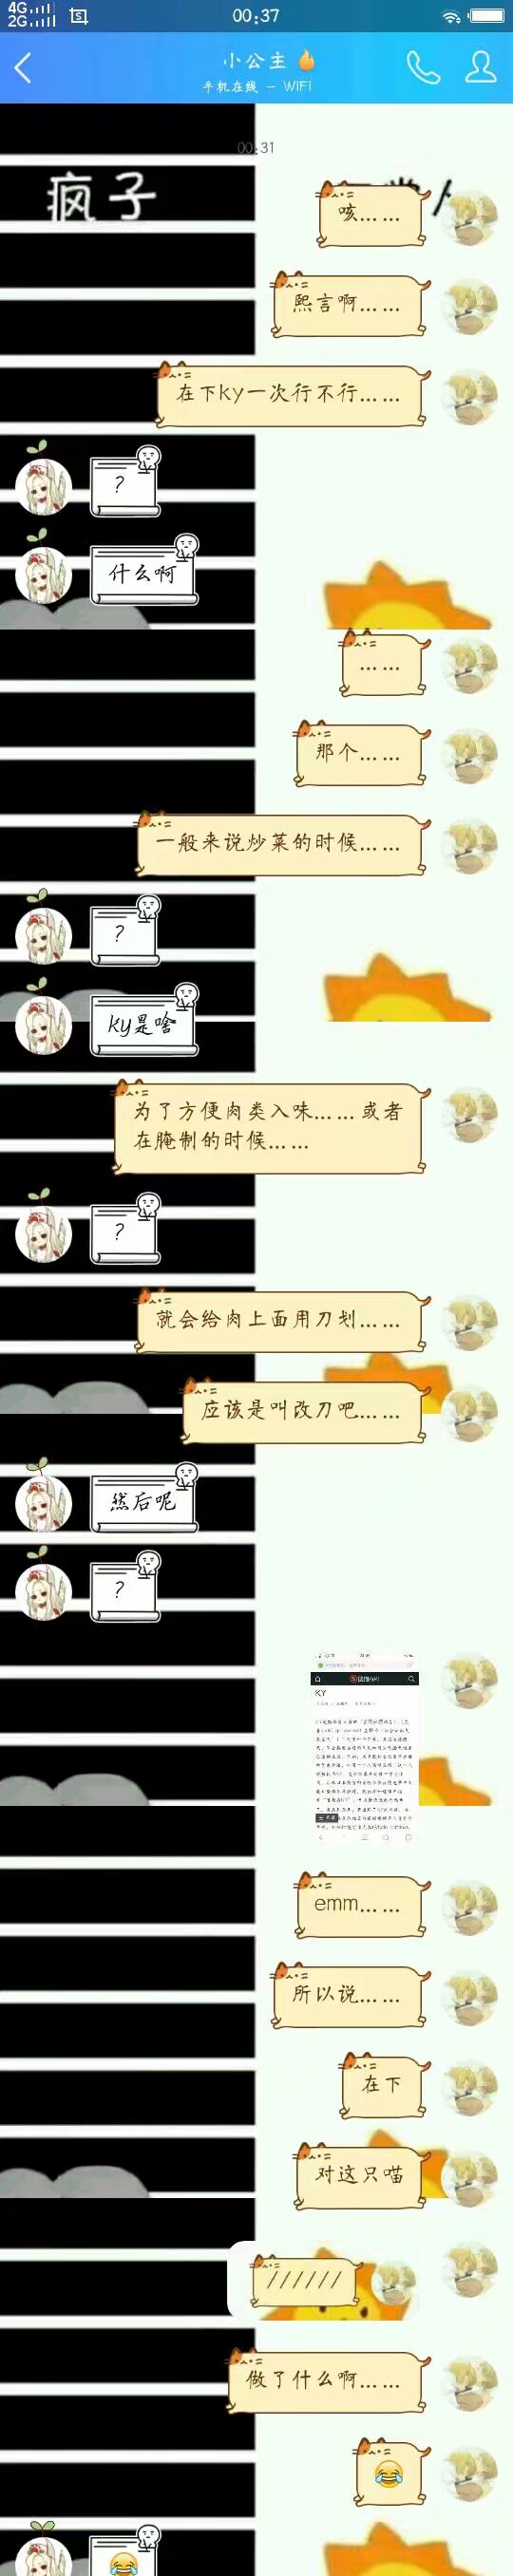 4G
2G
00:37
小公主
手机在线 - WIFI
00:31
疯子
咳……
熙言啊……
在下ky一次行不行……
?
什么啊
……
那个……
一般来说炒菜的时候……
?
ky是啥
为了方便肉类入味……或者
在腌制的时候……
?
就会给肉上面用刀划……
应该是叫改刀吧……
然后呢
?
KY
emm……
所以说……
在下
对这只喵
//////
做了什么啊……